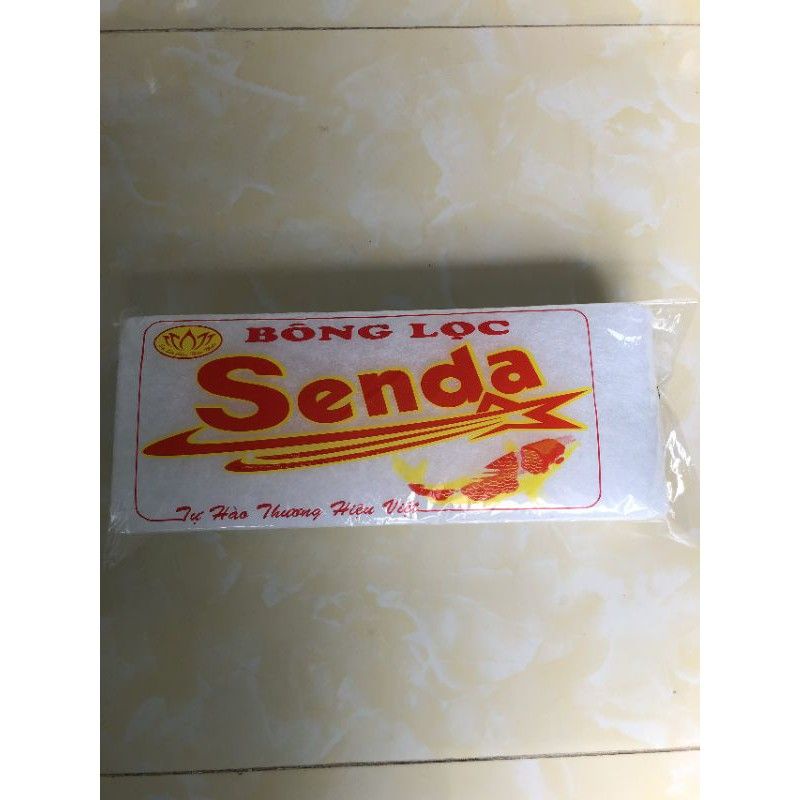 BÔNG LỌC
Senda
Tự Hào Thương Hiệu Việt